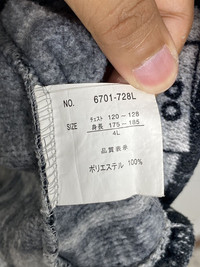 NO. 6701-728L
チェスト 120～128
SIZE 身長 175～185
4L
品質表示
ポリエステル 100%